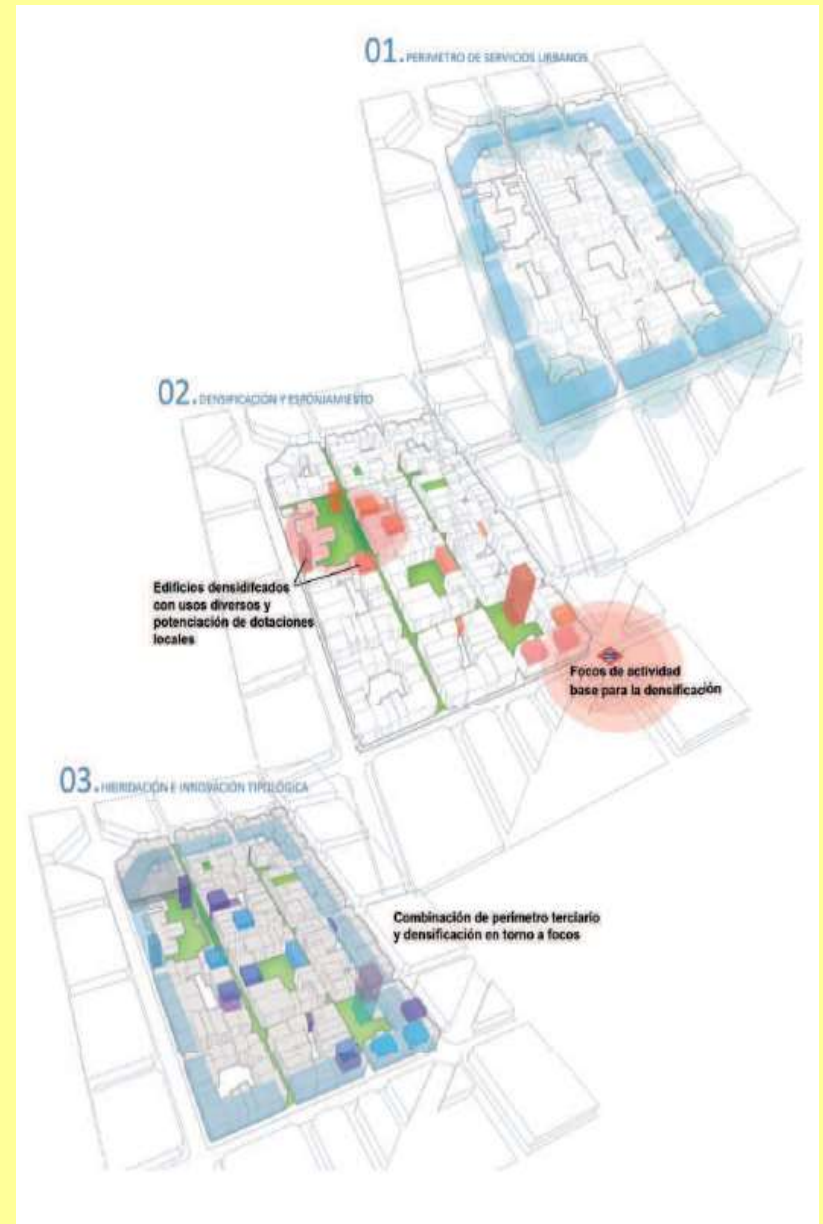 01. PERIMETRO DE SERVICIOS URBANOS
02. DENSIFICACIÓN Y ESPONJAMIENTO
Edificios densidifcados
con usos diversos y
potenciación de dotaciones
locales
Focos de actividad
base para la densificación
03. HIBRIDACIÓN E INNOVACIÓN TIPOLÓGICA
Combinación de perimetro terciario
y densificación en torno a focos